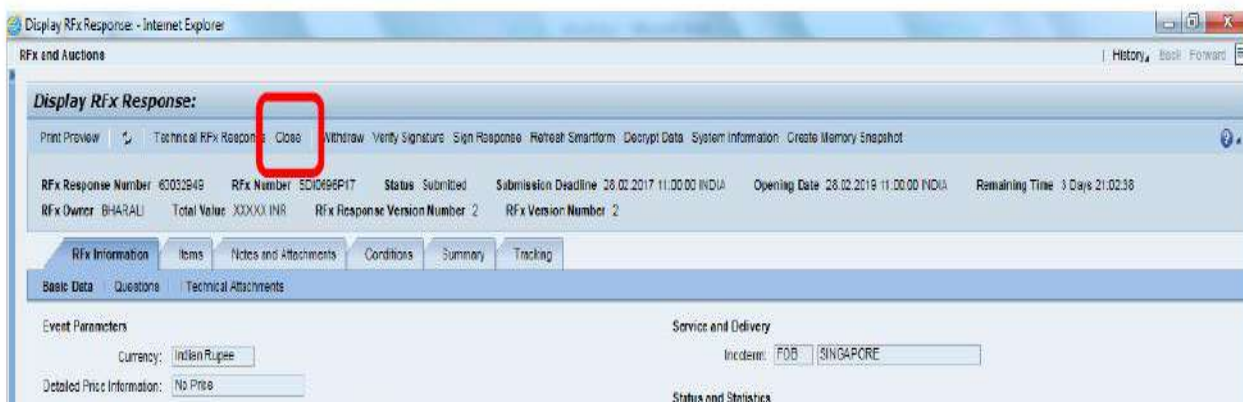 Display RFx Response: - Internet Explorer
RFx and Auctions
History Back Forward
Display RFx Response:
Print Preview Technical RFx Response Close Withdraw Verify Signature Sign Response Refresh Smartform Decrypt Data System Information Create Memory Snapshot
RFx Response Number 60032949 RFx Number SDI0696P17 Status Submitted Submission Deadline 28.02.2017 11:00:00 INDIA Opening Date 28.02.2019 11:00:00 INDIA Remaining Time 3 Days 21:02:38
RFx Owner BHARALI Total Value XXXXX INR RFx Response Version Number 2 RFx Version Number 2
RFx Information Items Notes and Attachments Conditions Summary Tracking
Basic Data Questions Technical Attachments
Event Parameters Service and Delivery
Currency: Indian Rupee Incoterm: FOB SINGAPORE
Detailed Price Information: No Price
Status and Statistics